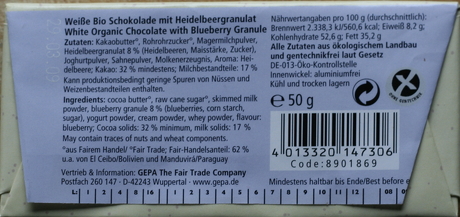 Weiße Bio Schokolade mit Heidelbeergranulat
White Organic Chocolate with Blueberry Granule
Zutaten: Kakaobutter°, Rohrohrzucker°, Magermilchpulver,
Heidelbeergranulat 8 % (Heidelbeeren, Maisstärke, Zucker),
Joghurtpulver, Sahnepulver, Molkenerzeugnis, Aroma: Hei-
delbeere; Kakao: 32 % mindestens; Milchbestandteile: 17 %
Kann produktionsbedingt geringe Spuren von Nüssen und
Weizenbestandteilen enthalten.
Ingredients: cocoa butter°, raw cane sugar°, skimmed milk
powder, blueberry granule 8 % (blueberries, corn starch,
sugar), yogurt powder, cream powder, whey powder, flavour:
blueberry; Cocoa solids: 32 % minimum, milk solids: 17 %
May contain traces of nuts and wheat components.
°aus Fairem Handel/ °Fair Trade; Fair-Handelsanteil: 62 %
u.a. von El Ceibo/Bolivien und Manduvirá/Paraguay
Vertrieb & Information: GEPA The Fair Trade Company
Postfach 260 147 - D-42243 Wuppertal · www.gepa.de
Nährwertangaben pro 100 g (durchschnittlich):
Brennwert 2.338,3 kJ/560,6 kcal; Eiweiß 8,2 g;
Kohlenhydrate 52,6 g; Fett 35,2 g
Alle Zutaten aus ökologischem Landbau
und gentechnikfrei laut Gesetz
DE-013-Öko-Kontrollstelle
Innenwickel: aluminiumfrei
Kühl und trocken lagern
e 50 g
4 013320 147306
Code:8901869
Mindestens haltbar bis Ende/Best before e